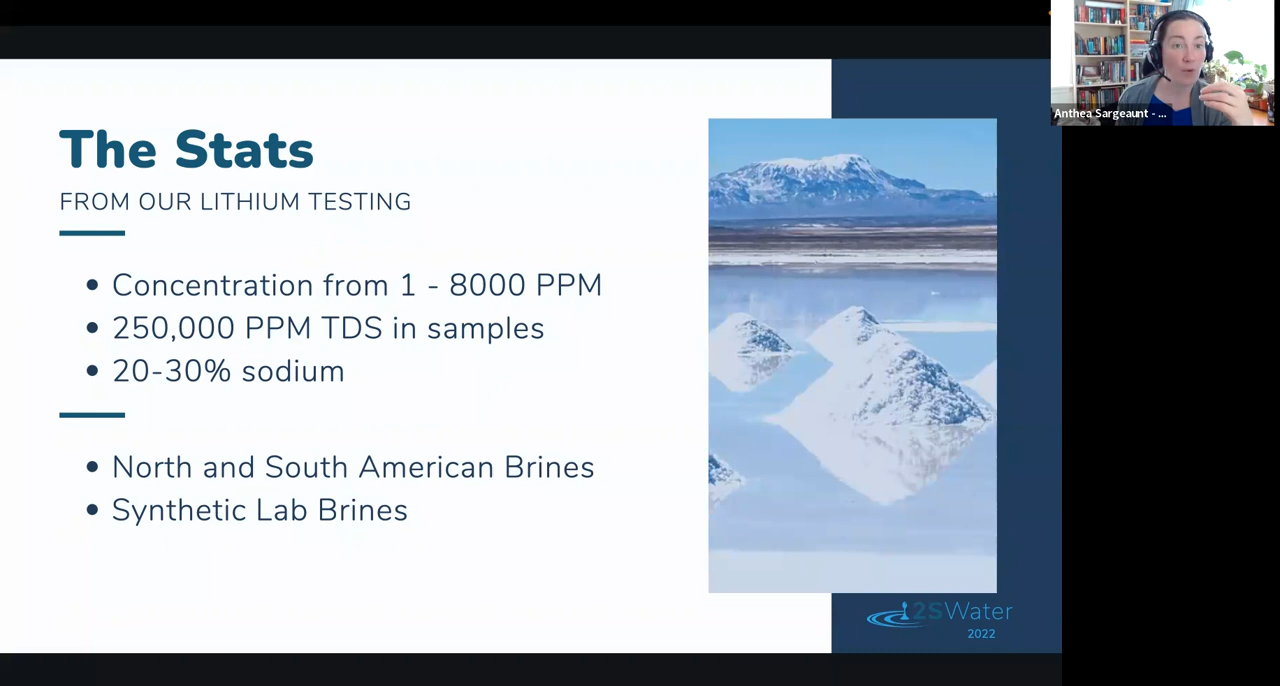 The Stats
FROM OUR LITHIUM TESTING
• Concentration from 1 - 8000 PPM
• 250,000 PPM TDS in samples
• 20-30% sodium
• North and South American Brines
• Synthetic Lab Brines
2SWater
2022
Anthea Sargeaunt - ...